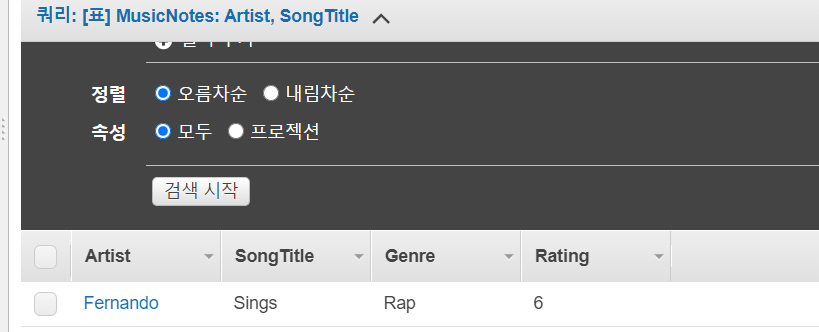 쿼리: [표] MusicNotes: Artist, SongTitle
정렬 오름차순 내림차순
속성 모두 프로젝션
검색 시작
Artist SongTitle Genre Rating
Fernando Sings Rap 6